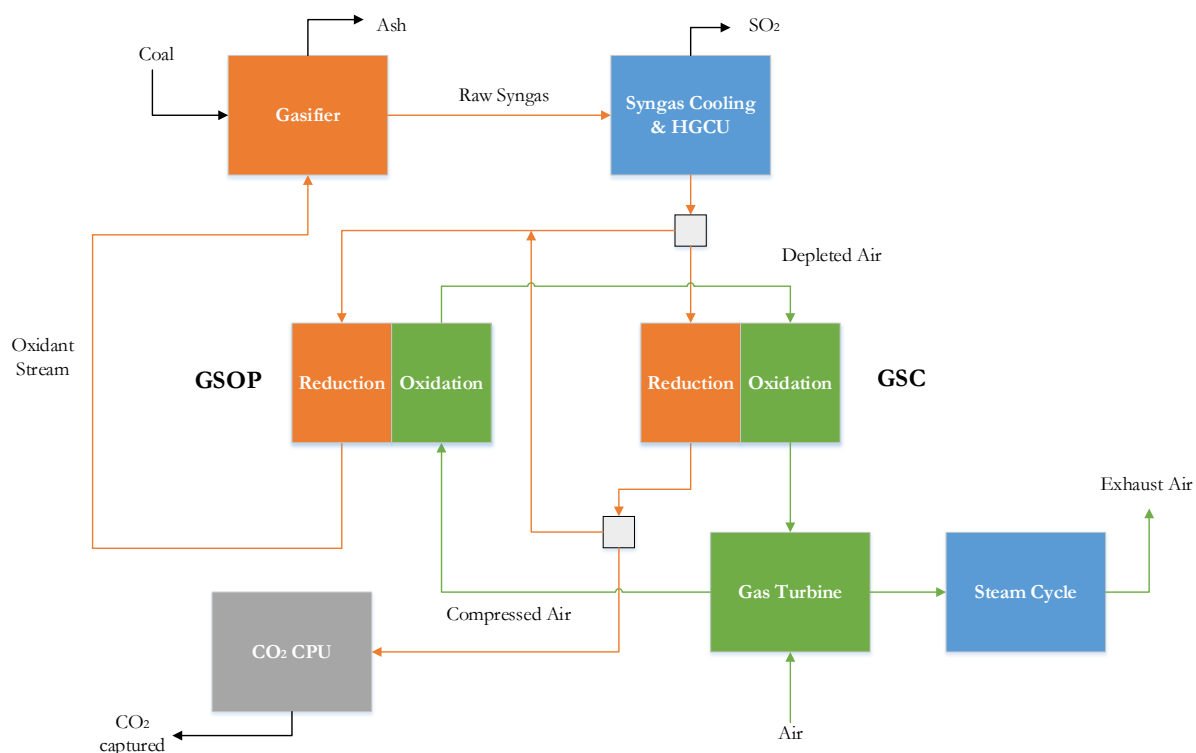 Ash
SO₂
Coal
Gasifier
Raw Syngas
Syngas Cooling
& HGCU
Depleted Air
Oxidant
Stream
GSOP
Reduction
Oxidation
Reduction
Oxidation
GSC
Exhaust Air
Compressed Air
Gas Turbine
Steam Cycle
CO₂ CPU
CO₂
captured
Air